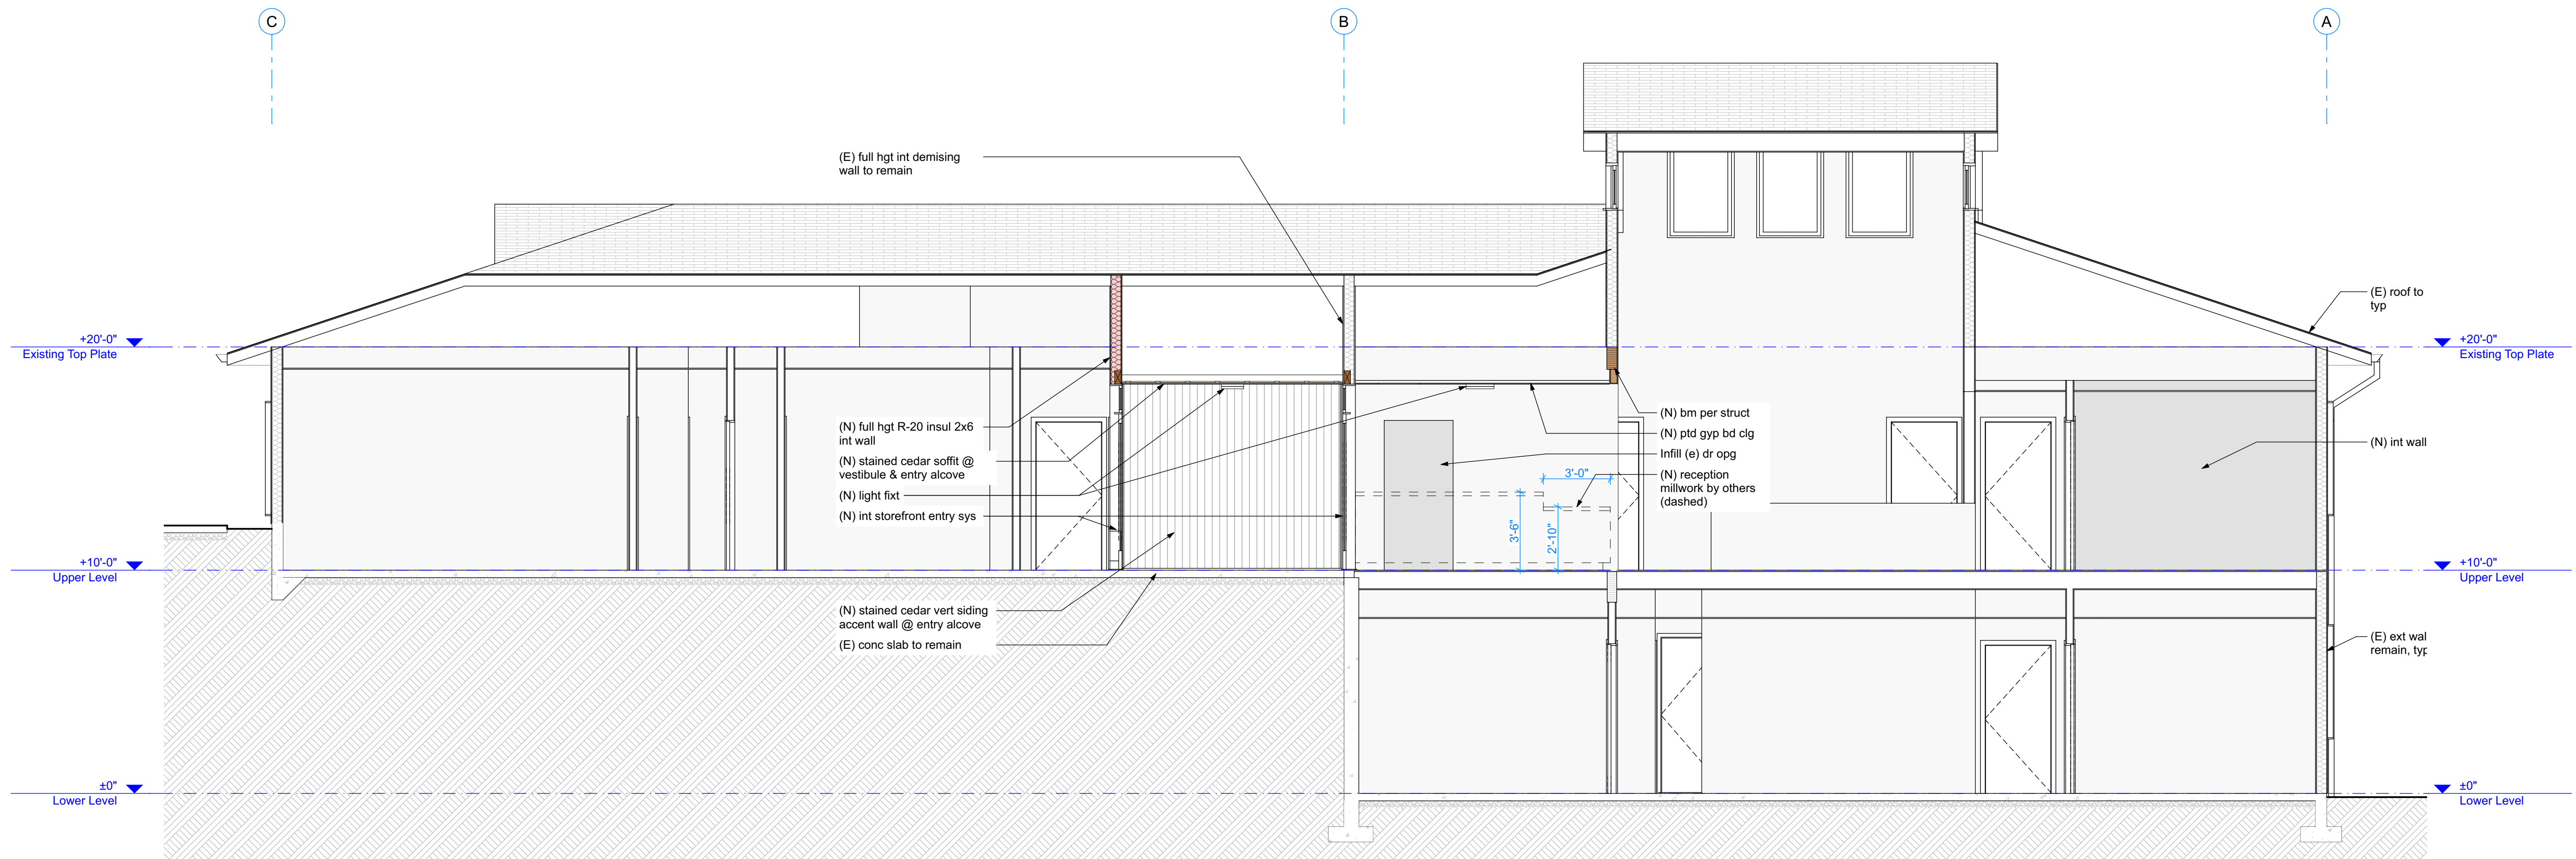 C
B
A
(E) full hgt int demising
wall to remain
(E) roof to
typ
+20'-0"
Existing Top Plate
+20'-0"
Existing Top Plate
(N) full hgt R-20 insul 2x6
int wall
(N) stained cedar soffit @
vestibule & entry alcove
(N) light fixt
(N) int storefront entry sys
(N) bm per struct
(N) ptd gyp bd clg
Infill (e) dr opg
(N) reception
millwork by others
(dashed)
3'-0"
3'-6"
2'-10"
(N) int wall
+10'-0"
Upper Level
+10'-0"
Upper Level
(N) stained cedar vert siding
accent wall @ entry alcove
(E) conc slab to remain
(E) ext wal
remain, typ
±0"
Lower Level
±0"
Lower Level